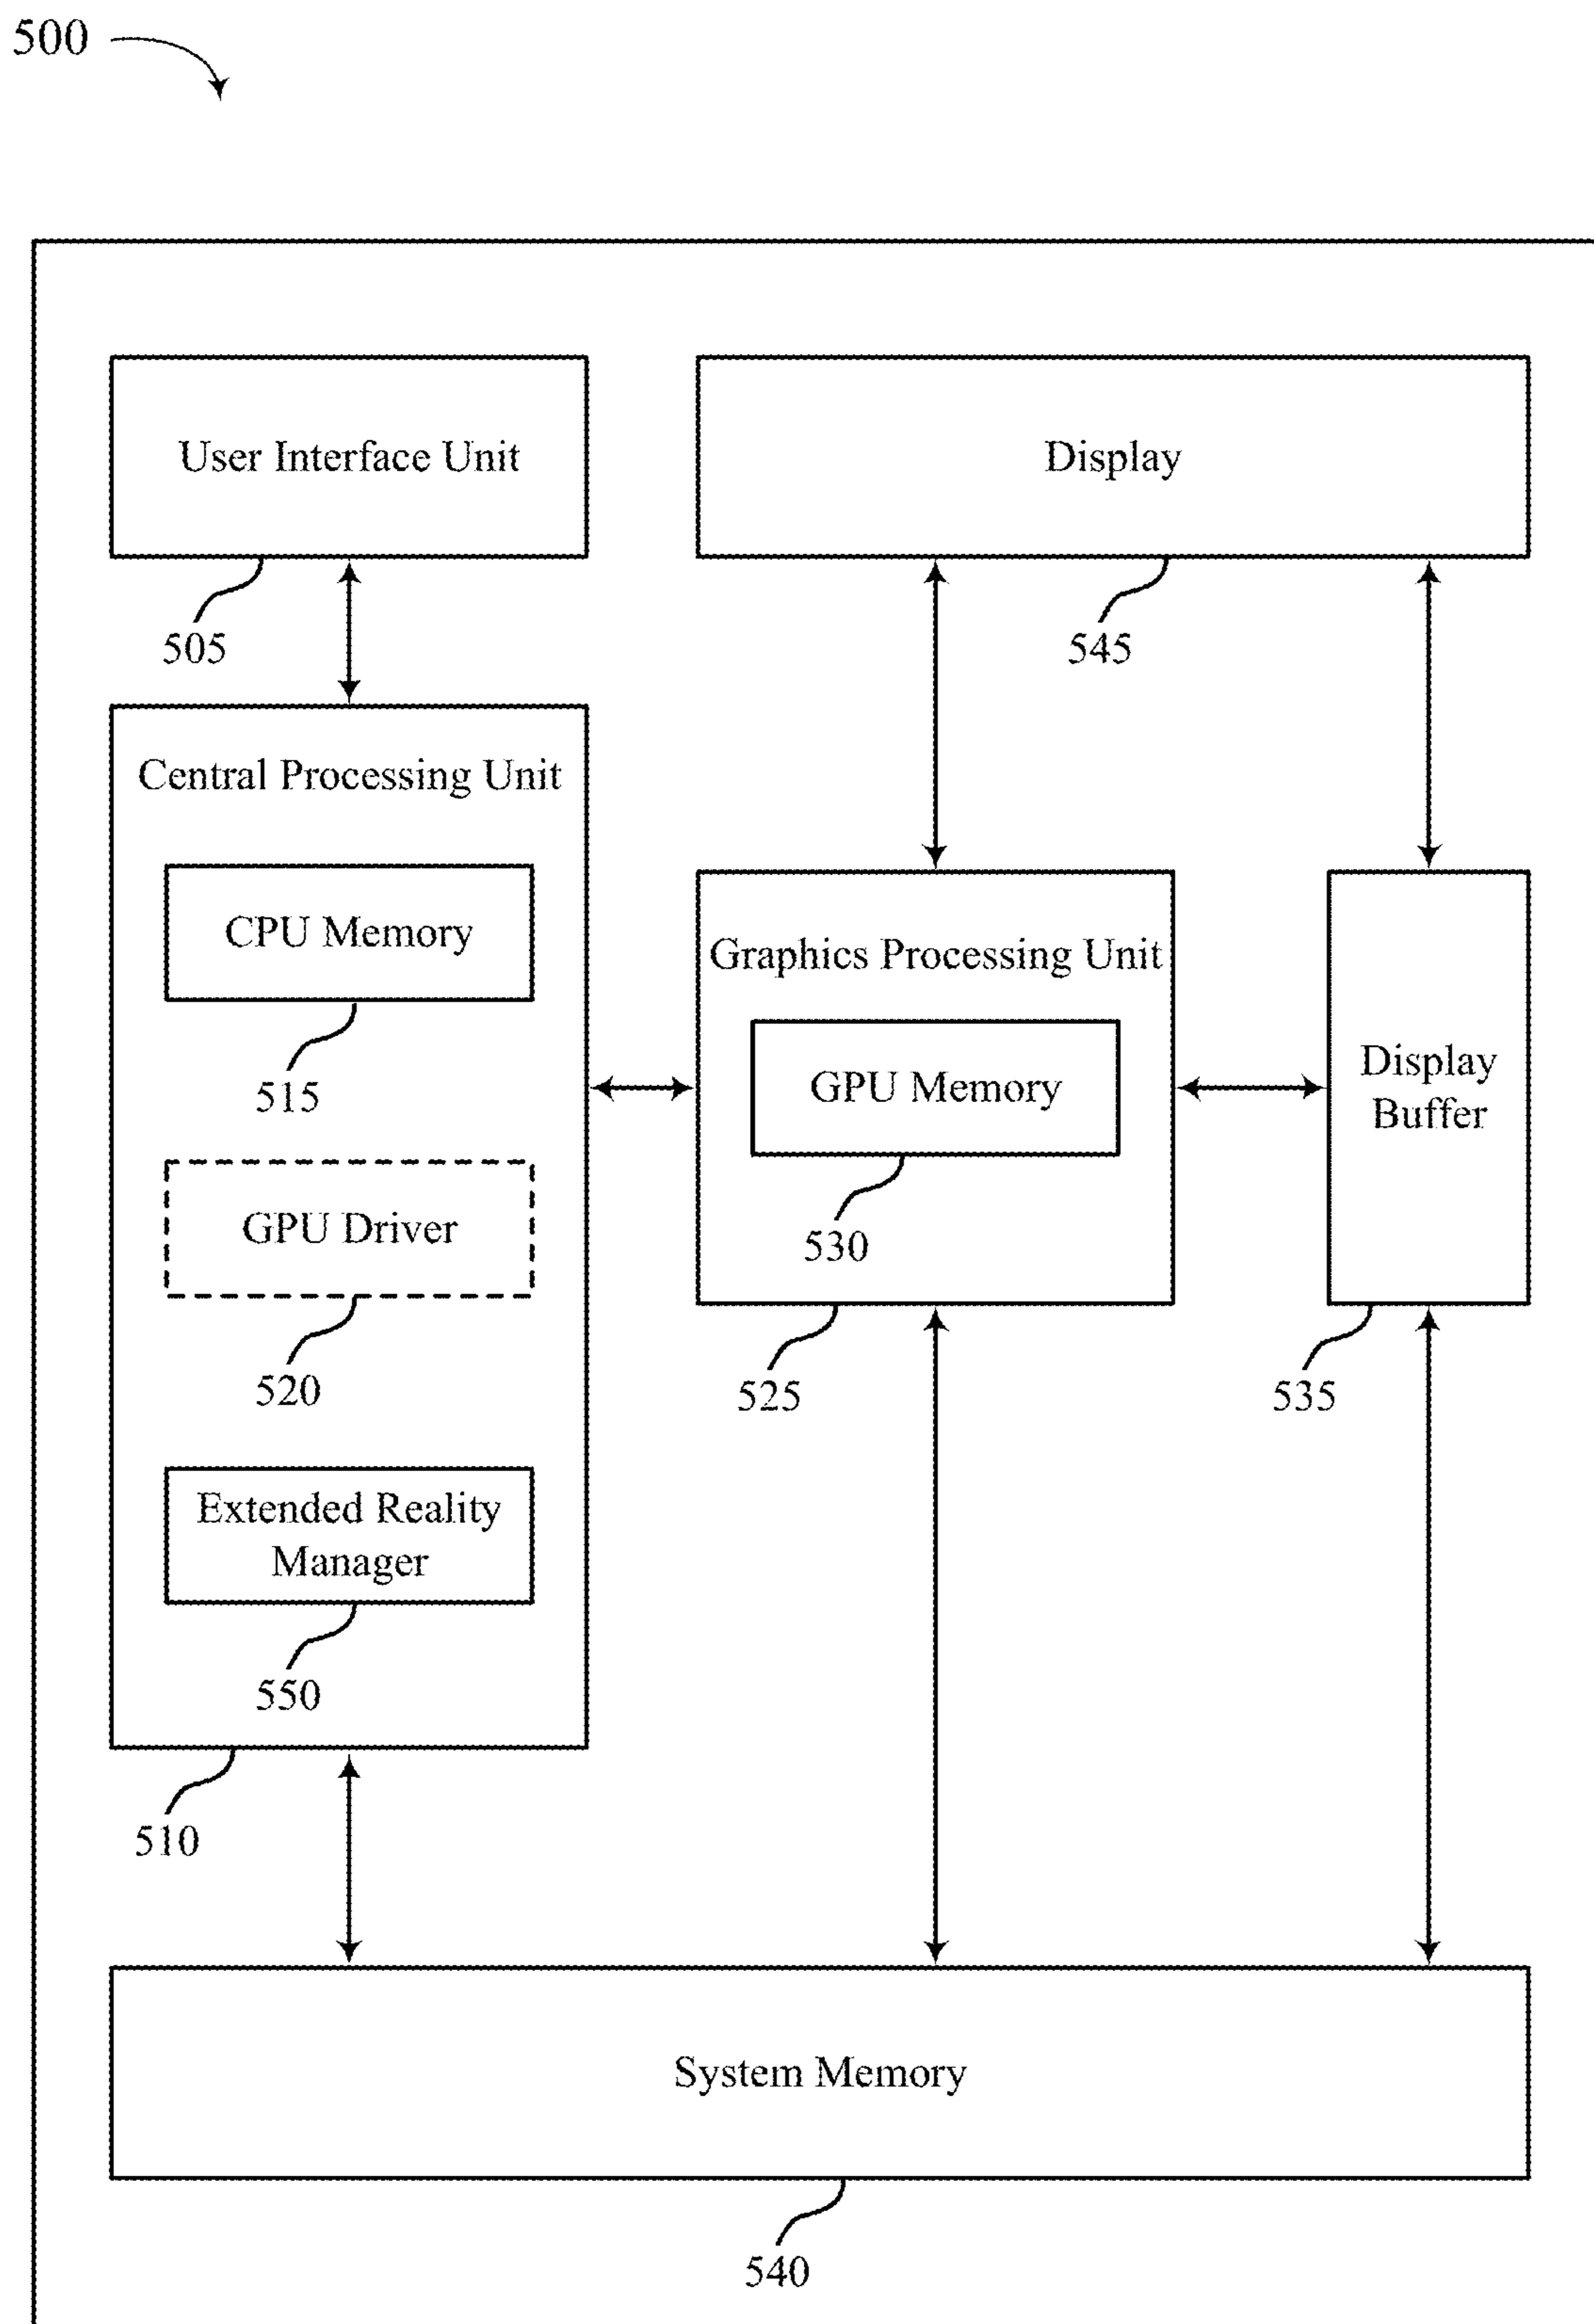 500
User Interface Unit
Display
505
545
Central Processing Unit
CPU Memory
515
GPU Driver
520
Extended Reality
Manager
550
510
Graphics Processing Unit
GPU Memory
530
525
Display
Buffer
535
System Memory
540